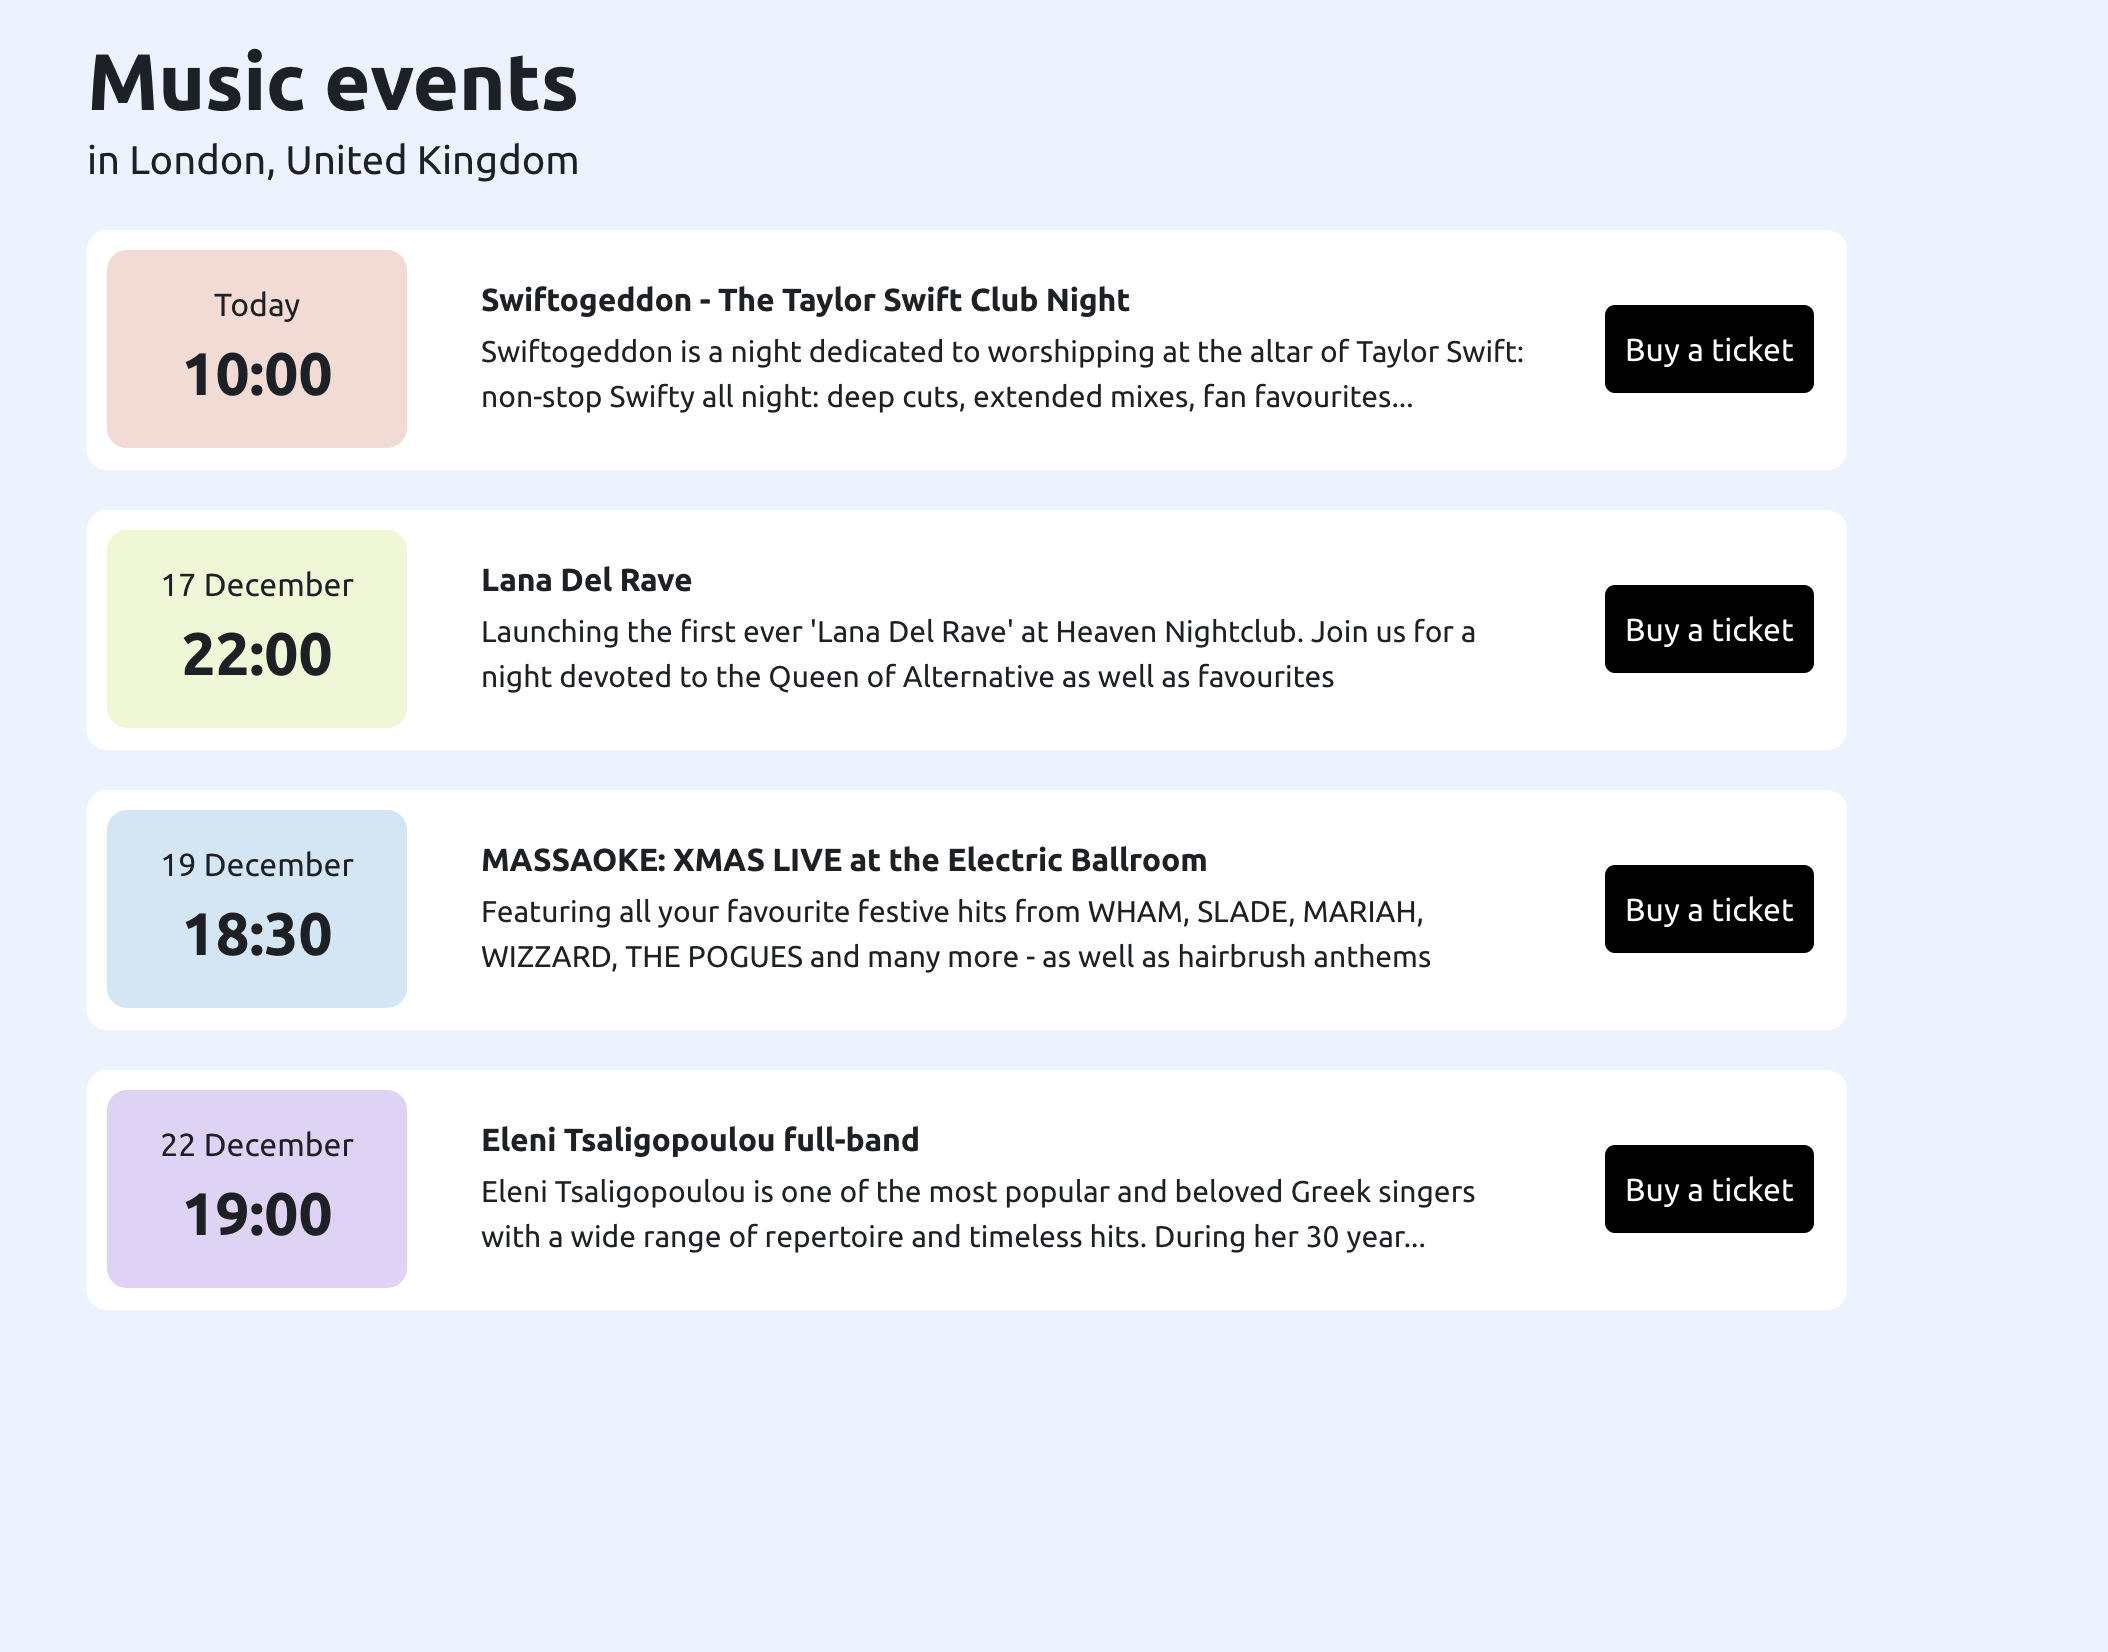 Music events
in London, United Kingdom
Today
10:00
Swiftogeddon - The Taylor Swift Club Night
Swiftogeddon is a night dedicated to worshipping at the altar of Taylor Swift:
non-stop Swifty all night: deep cuts, extended mixes, fan favourites...
Buy a ticket
17 December
22:00
Lana Del Rave
Launching the first ever 'Lana Del Rave' at Heaven Nightclub. Join us for a
night devoted to the Queen of Alternative as well as favourites
Buy a ticket
19 December
18:30
MASSAOKE: XMAS LIVE at the Electric Ballroom
Featuring all your favourite festive hits from WHAM, SLADE, MARIAH,
WIZZARD, THE POGUES and many more - as well as hairbrush anthems
Buy a ticket
22 December
19:00
Eleni Tsaligopoulou full-band
Eleni Tsaligopoulou is one of the most popular and beloved Greek singers
with a wide range of repertoire and timeless hits. During her 30 year...
Buy a ticket